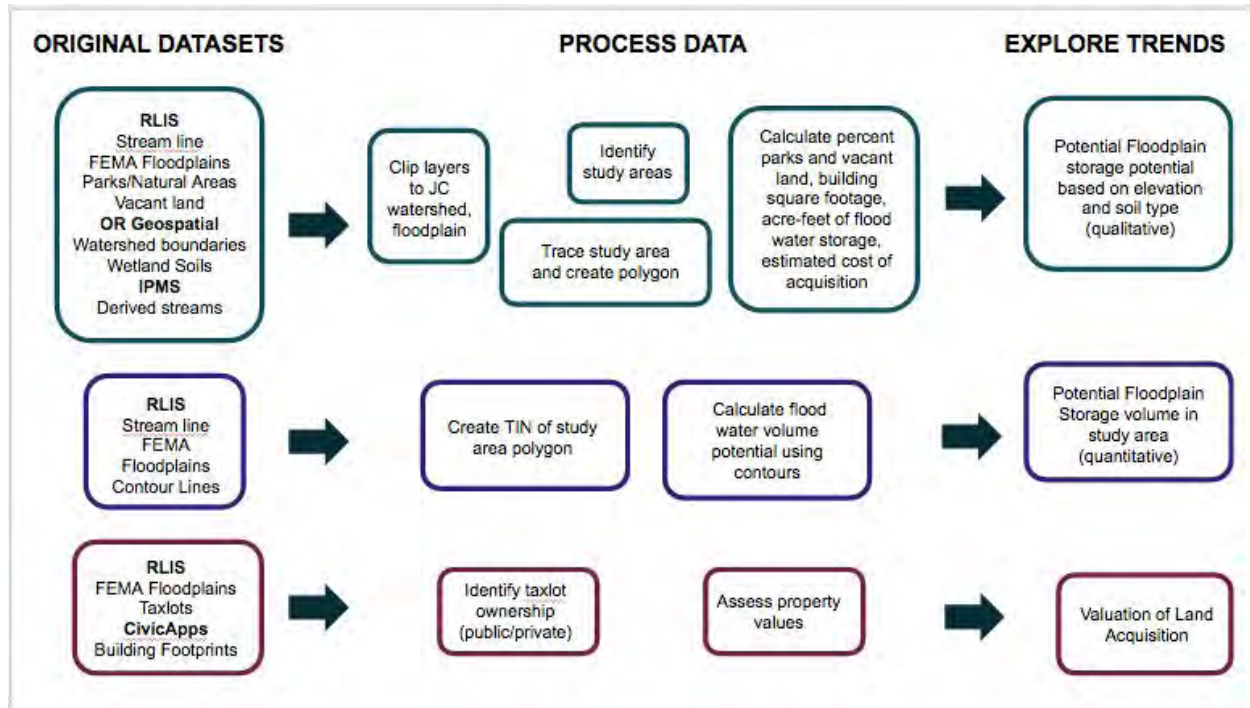 ORIGINAL DATASETS
PROCESS DATA
EXPLORE TRENDS
RLIS
Stream line
FEMA Floodplains
Parks/Natural Areas
Vacant land
OR Geospatial
Watershed boundaries
Wetland Soils
IPMS
Derived streams
Clip layers
to JC
watershed,
floodplain
Identify
study areas
Trace study area
and create polygon
Calculate percent
parks and vacant
land, building
square footage,
acre-feet of flood
water storage,
estimated cost of
acquisition
Potential Floodplain
storage potential
based on elevation
and soil type
(qualitative)
RLIS
Stream line
FEMA
Floodplains
Contour Lines
Create TIN of study
area polygon
Calculate flood
water volume
potential using
contours
Potential Floodplain
Storage volume in
study area
(quantitative)
RLIS
FEMA Floodplains
Taxlots
CivicApps
Building Footprints
Identify taxlot
ownership
(public/private)
Assess property
values
Valuation of Land
Acquisition